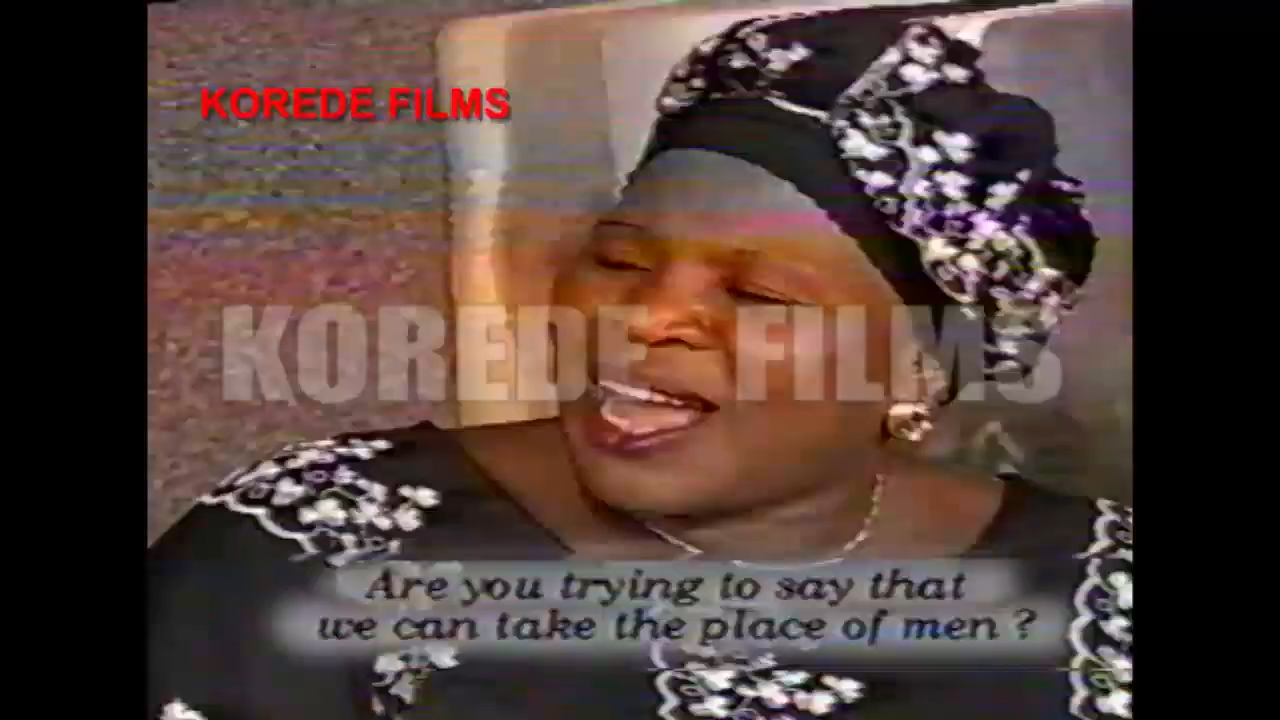 KOREDE FILMS
KOREDE FILMS
Are you trying to say that
we can take the place of men ?